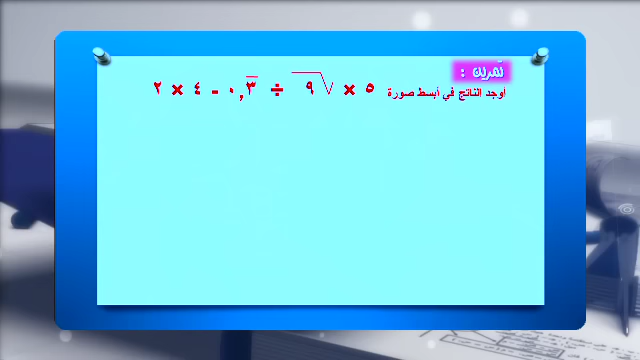 تمرين :
أوجد الناتج في أبسط صورة ٥ × √٩ ÷ ٠,٣̅ - ٤ × ٢